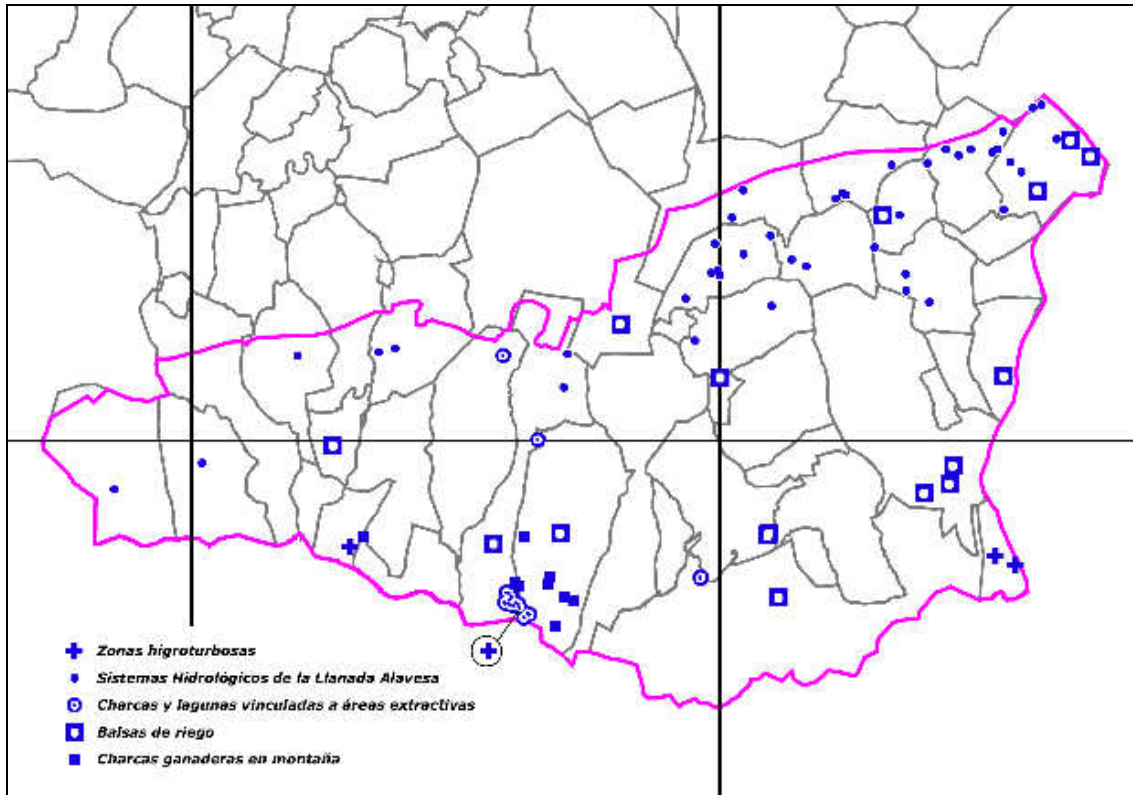 Zonas higroturbosas
Sistemas Hidrológicos de la Llanada Alavesa
Charcas y lagunas vinculadas a áreas extractivas
Balsas de riego
Charcas ganaderas en montaña